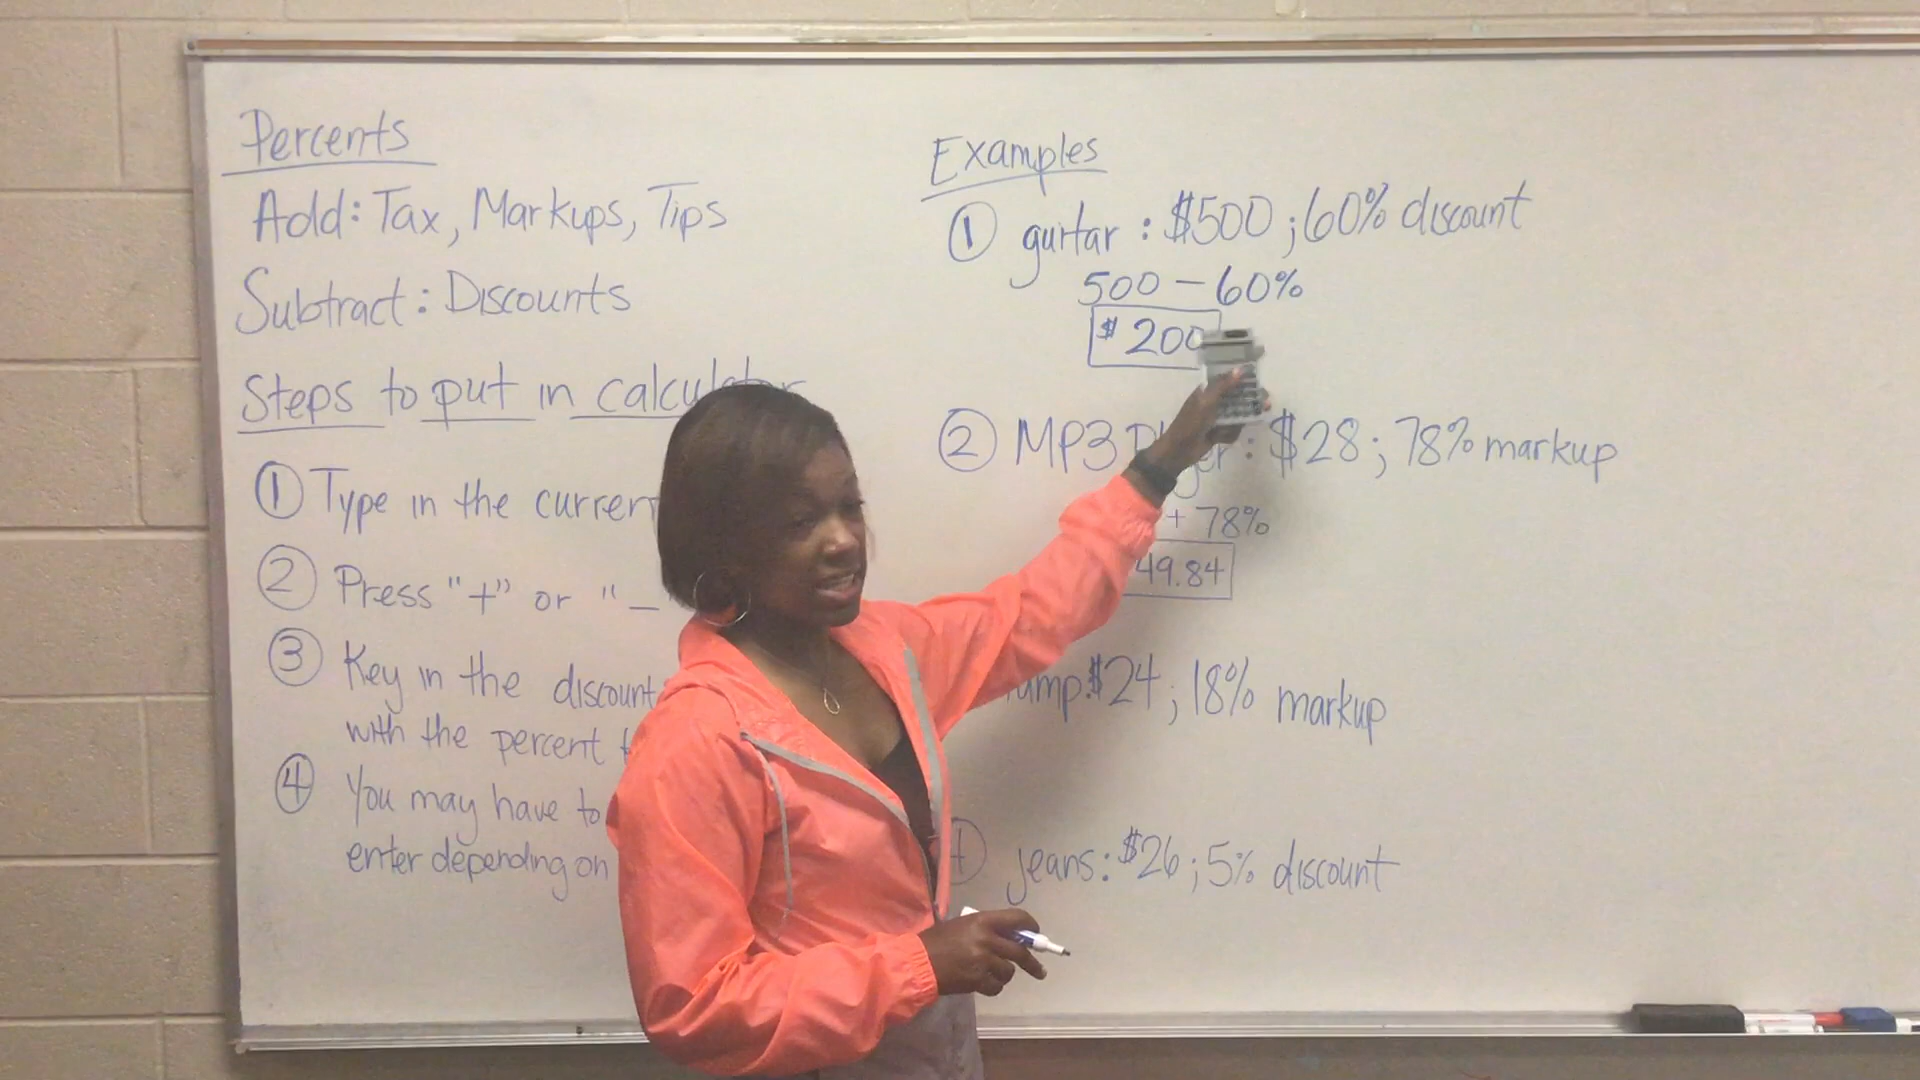 Percents
Add: Tax, Markups, Tips
Subtract: Discounts
Steps to put in calculator
① Type in the current
② Press "+" or "–"
③ Key in the discount
with the percent
④ You may have to
enter depending on
Examples
① guitar: $500; 60% discount
500 – 60%
$200
② MP3 Player: $28; 78% markup
+ 78%
49.84
$24; 18% markup
jeans: $26; 5% discount